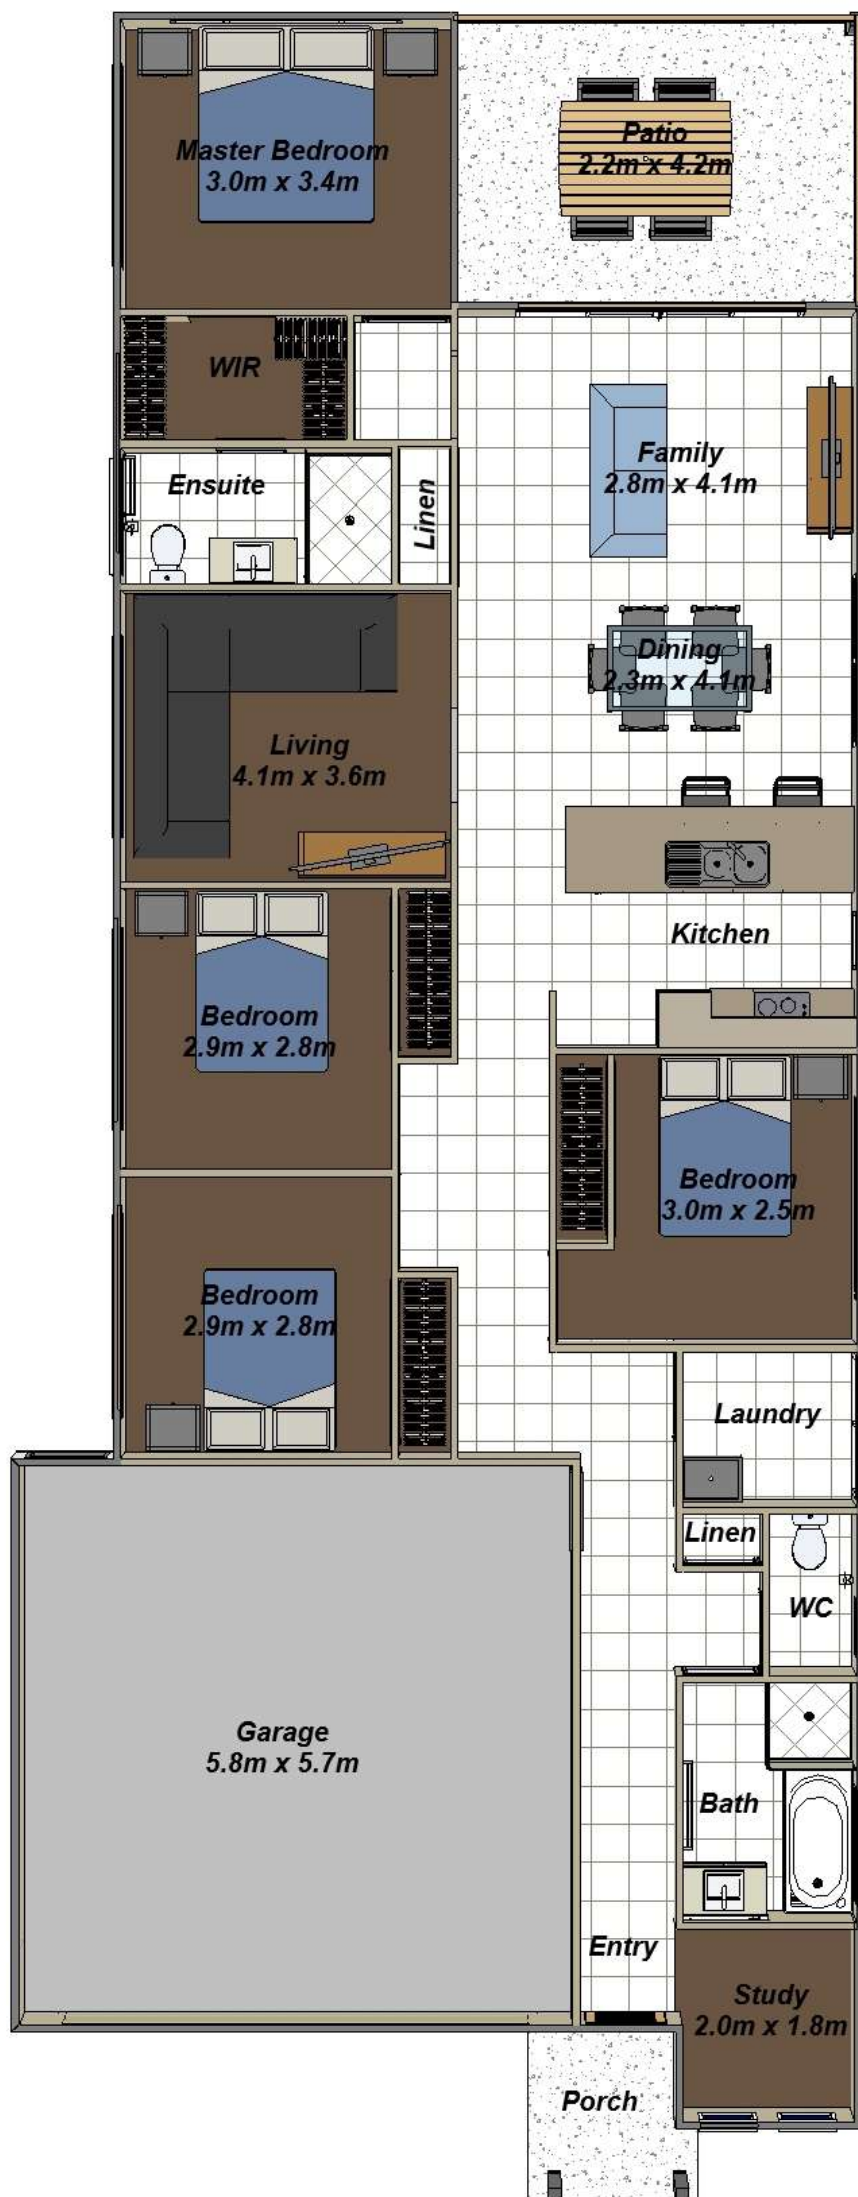 Master Bedroom
3.0m x 3.4m
Patio
2.2m x 4.2m
WIR
Ensuite
Linen
Family
2.8m x 4.1m
Dining
2.3m x 4.1m
Living
4.1m x 3.6m
Kitchen
Bedroom
2.9m x 2.8m
Bedroom
3.0m x 2.5m
Bedroom
2.9m x 2.8m
Laundry
Linen
WC
Garage
5.8m x 5.7m
Bath
Entry
Study
2.0m x 1.8m
Porch